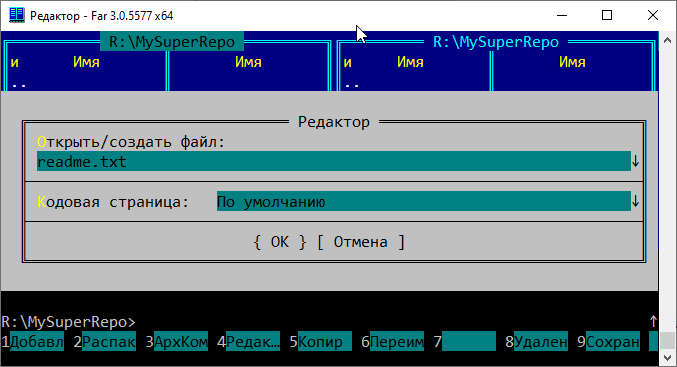 Редактор - Far 3.0.5577 x64
R:\MySuperRepo R:\MySuperRepo
и Имя Имя и Имя Имя
.. ..
Редактор
Открыть/создать файл:
readme.txt ↓
Кодовая страница: По умолчанию ↓
{ OK } [ Отмена ]
R:\MySuperRepo> ↑
1Добавл 2Распак 3АрхКом 4Редак… 5Копир 6Переим 7 8Удален 9Сохран